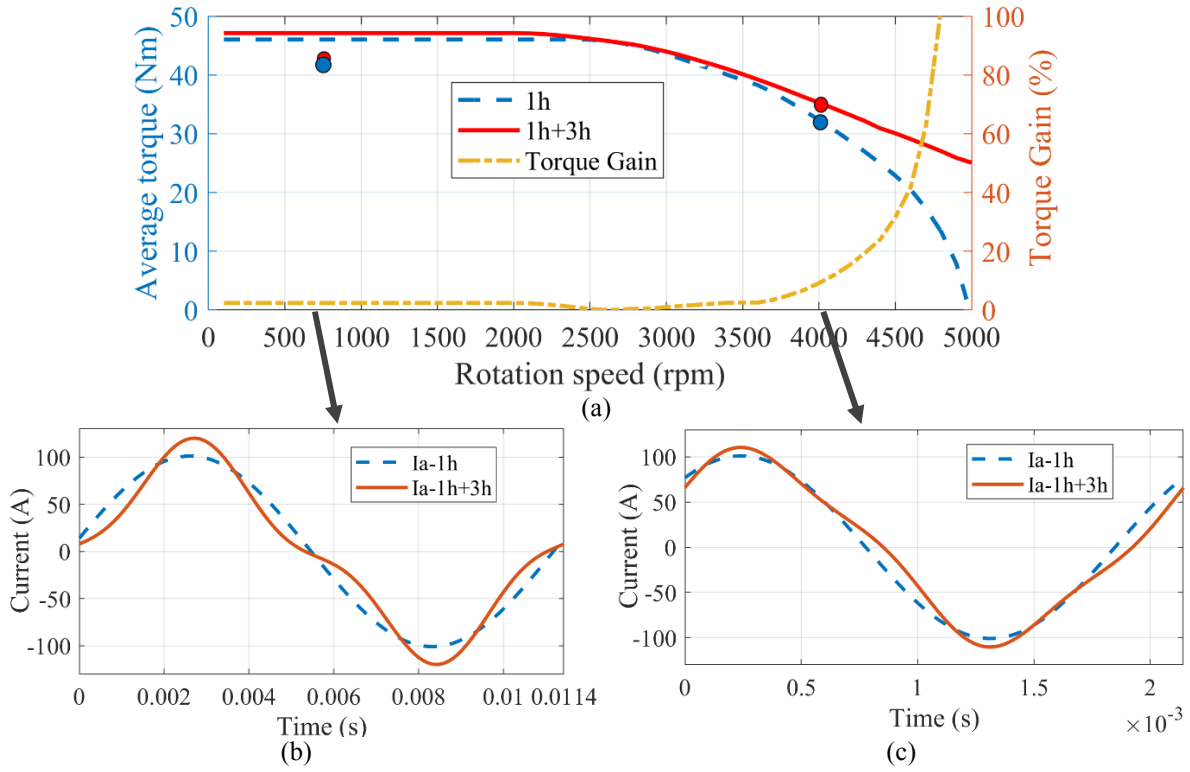 50
40
30
20
10
0
Average torque (Nm)
100
80
60
40
20
0
Torque Gain (%)
1h
1h+3h
Torque Gain
0 500 1000 1500 2000 2500 3000 3500 4000 4500 5000
Rotation speed (rpm)
(a)
100
50
0
-50
-100
Current (A)
Ia-1h
Ia-1h+3h
0 0.002 0.004 0.006 0.008 0.01 0.0114
Time (s)
(b)
100
50
0
-50
-100
Current (A)
Ia-1h
Ia-1h+3h
0 0.5 1 1.5 2
Time (s)
×10⁻³
(c)